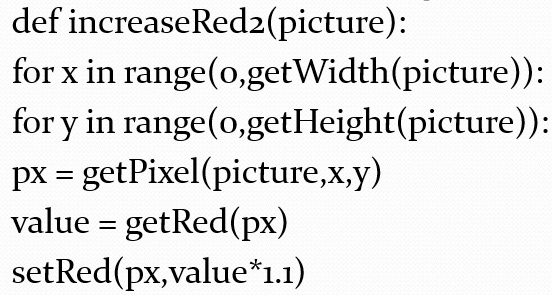 def increaseRed2(picture):
for x in range(0,getWidth(picture)):
for y in range(0,getHeight(picture)):
px = getPixel(picture,x,y)
value = getRed(px)
setRed(px,value*1.1)